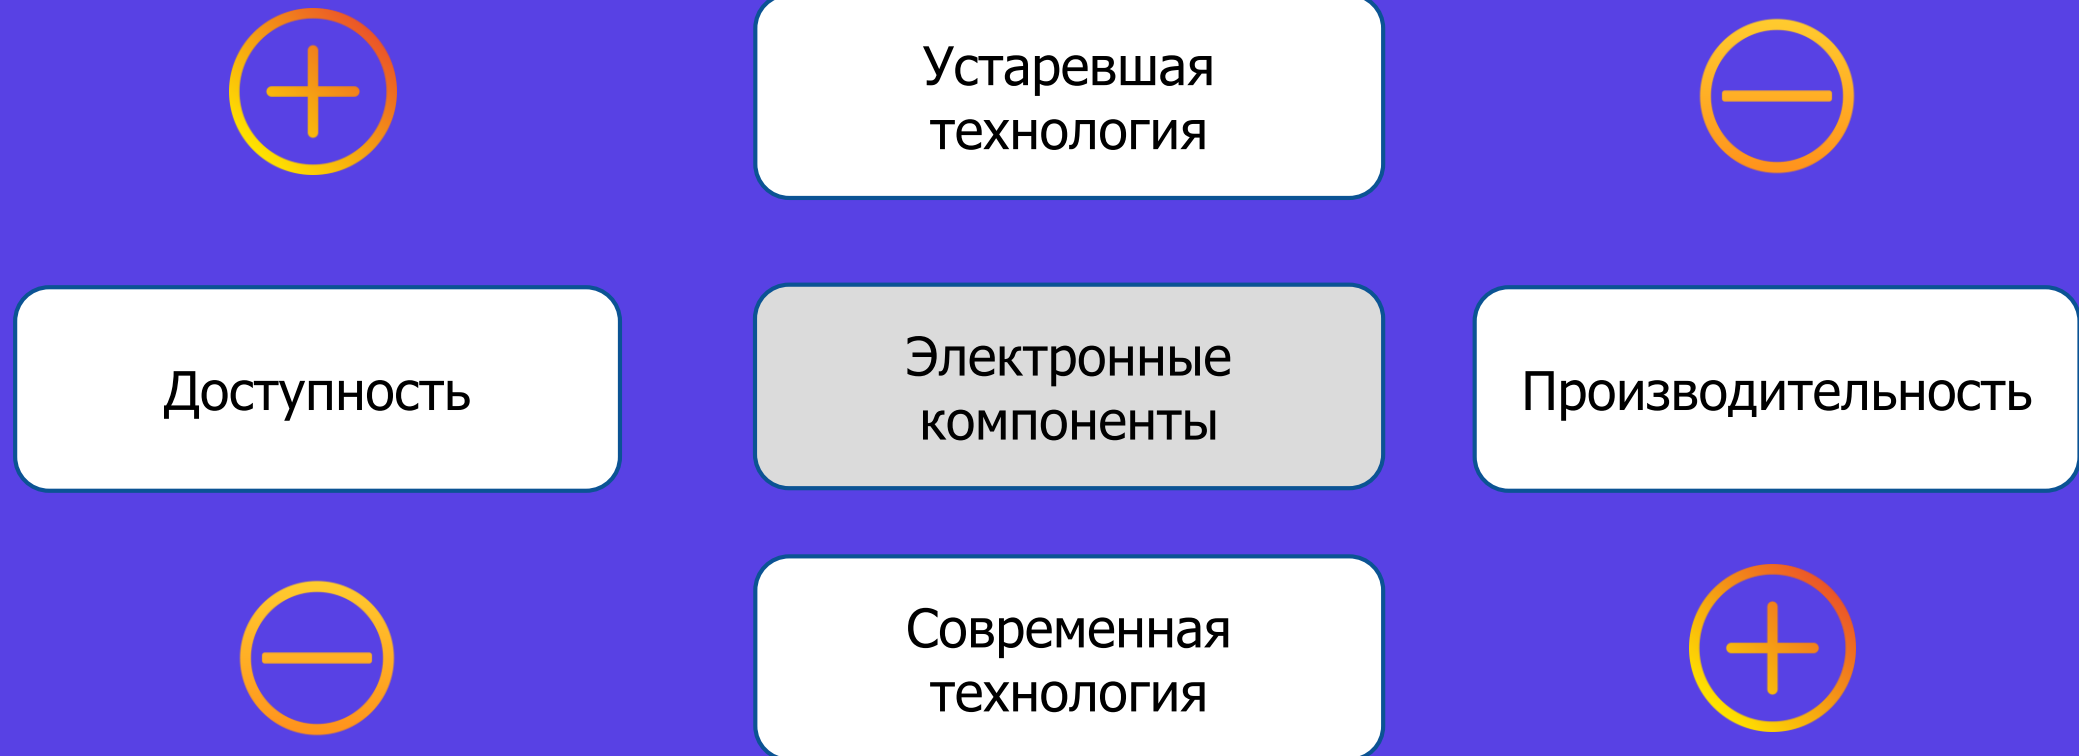 Устаревшая
технология
Доступность
Электронные
компоненты
Производительность
Современная
технология